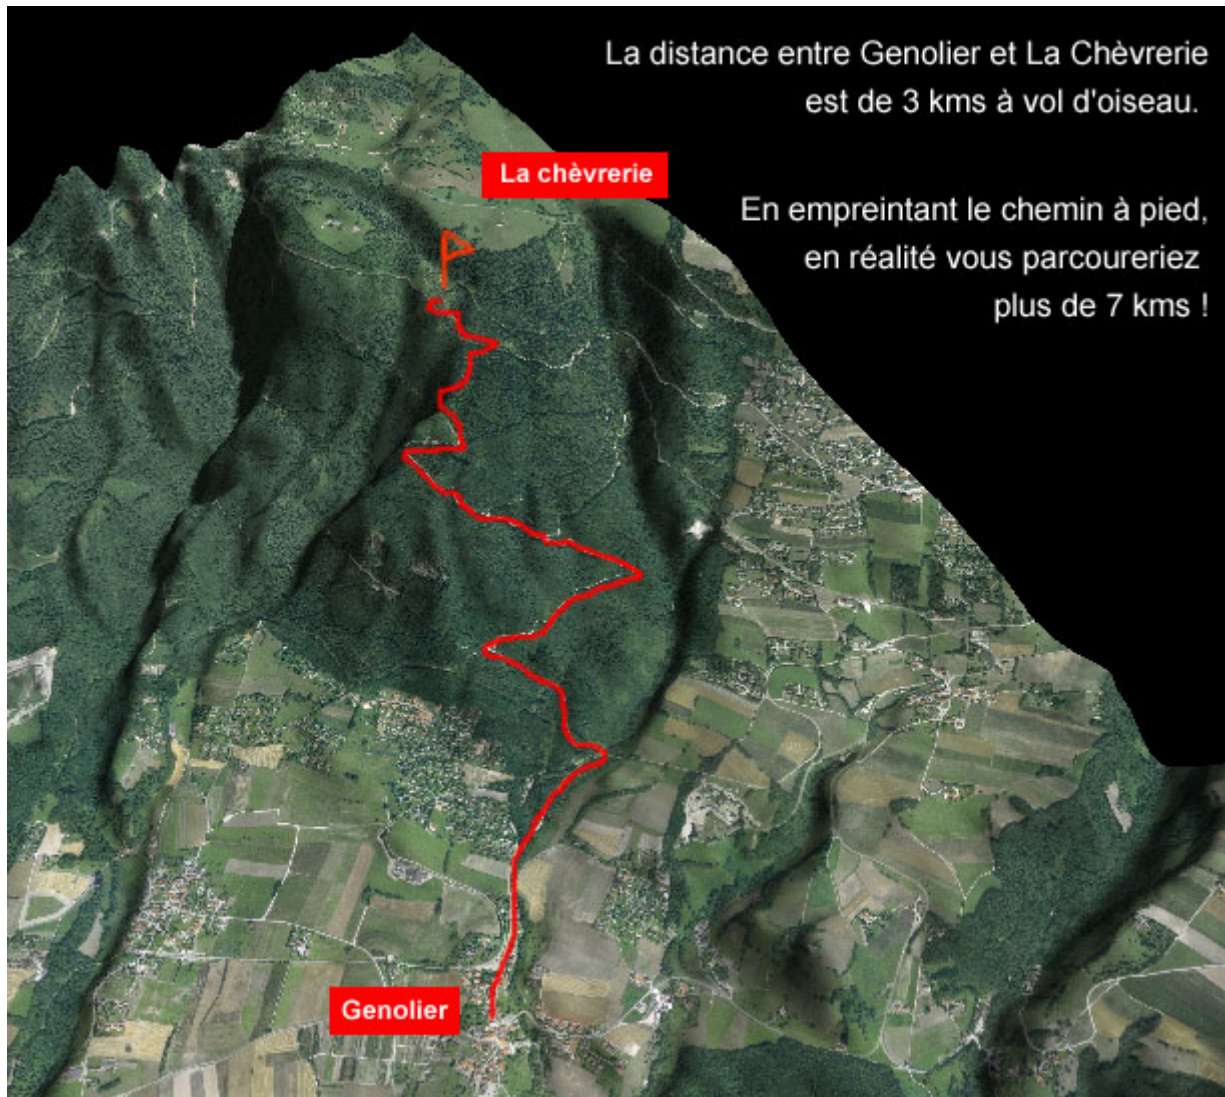 La distance entre Genolier et La Chèvrerie
est de 3 kms à vol d'oiseau.
La chèvrerie
En empreintant le chemin à pied,
en réalité vous parcoureriez
plus de 7 kms !
Genolier